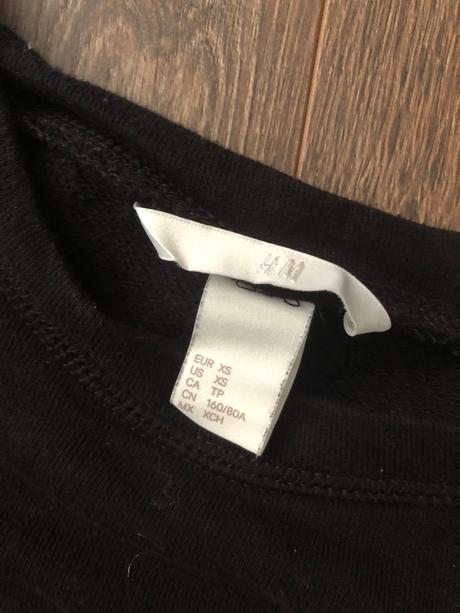 H&M
EUR XS
US XS
CA TP
CN 160/80A
MX XCH